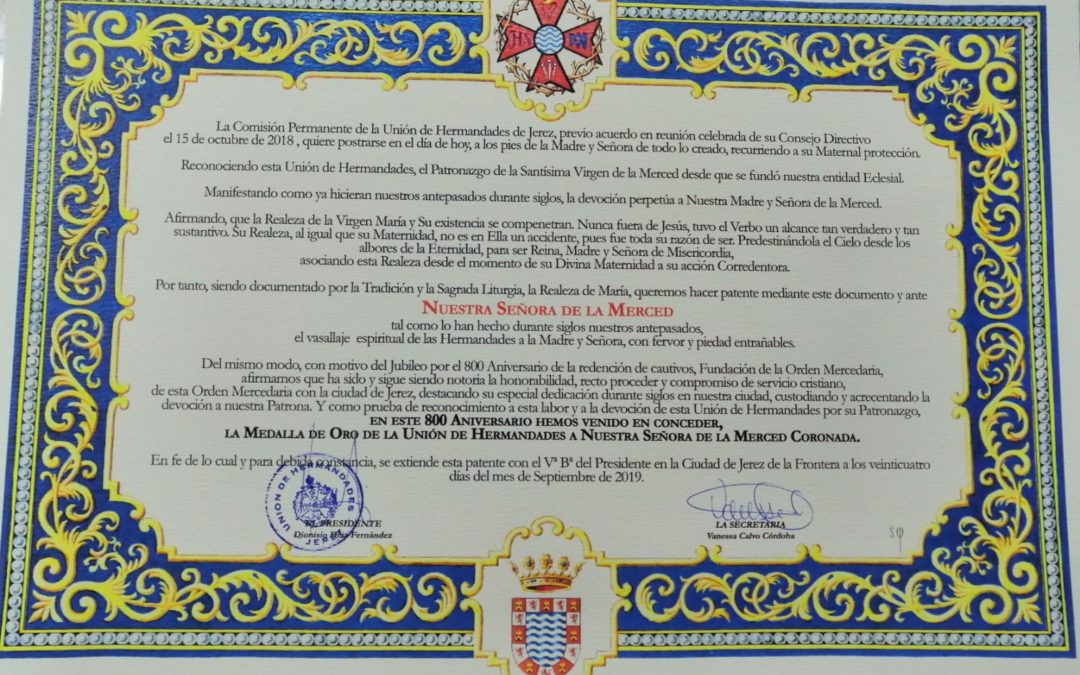 JHS
La Comisión Permanente de la Unión de Hermandades de Jerez, previo acuerdo en reunión celebrada de su Consejo Directivo
el 15 de octubre de 2018 , quiere postrarse en el día de hoy, a los pies de la Madre y Señora de todo lo creado, recurriendo a su Maternal protección.
Reconociendo esta Unión de Hermandades, el Patronazgo de la Santísima Virgen de la Merced desde que se fundó nuestra entidad Eclesial.
Manifestando como ya hicieran nuestros antepasados durante siglos, la devoción perpetúa a Nuestra Madre y Señora de la Merced.
Afirmando, que la Realeza de la Virgen María y Su existencia se compenetran. Nunca fuera de Jesús, tuvo el Verbo un alcance tan verdadero y tan
sustantivo. Su Realeza, al igual que su Maternidad, no es en Ella un accidente, pues fue toda su razón de ser. Predestinándola el Cielo desde los
albores de la Eternidad, para ser Reina, Madre y Señora de Misericordia,
asociando esta Realeza desde el momento de su Divina Maternidad a su acción Corredentora.
Por tanto, siendo documentado por la Tradición y la Sagrada Liturgia, la Realeza de María, queremos hacer patente mediante este documento y ante
NUESTRA SEÑORA DE LA MERCED
tal como lo han hecho durante siglos nuestros antepasados,
el vasallaje espiritual de las Hermandades a la Madre y Señora, con fervor y piedad entrañables.
Del mismo modo, con motivo del Jubileo por el 800 Aniversario de la redención de cautivos, Fundación de la Orden Mercedaria,
afirmamos que ha sido y sigue siendo notoria la honorabilidad, recto proceder y compromiso de servicio cristiano,
de esta Orden Mercedaria con la ciudad de Jerez, destacando su especial dedicación durante siglos en nuestra ciudad, custodiando y acrecentando la
devoción a nuestra Patrona. Y como prueba de reconocimiento a esta labor y a la devoción de esta Unión de Hermandades por su Patronazgo,
EN ESTE 800 ANIVERSARIO HEMOS VENIDO EN CONCEDER,
LA MEDALLA DE ORO DE LA UNIÓN DE HERMANDADES A NUESTRA SEÑORA DE LA MERCED CORONADA.
En fe de lo cual y para debida constancia, se extiende esta patente con el Vª Bª del Presidente en la Ciudad de Jerez de la Frontera a los veinticuatro
días del mes de Septiembre de 2019.
UNIÓN DE HERMANDADES
JEREZ
EL PRESIDENTE
Dionisio Díaz Fernández
LA SECRETARIA
Vanessa Calvo Córdoba